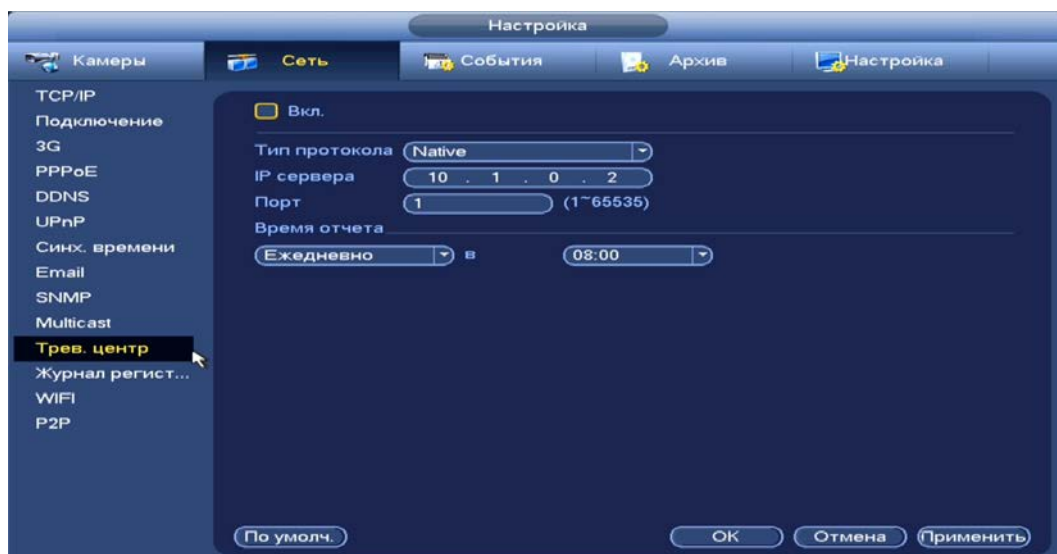 Настройка
Камеры Сеть События Архив Настройка
TCP/IP
Подключение
3G
PPPoE
DDNS
UPnP
Синх. времени
Email
SNMP
Multicast
Трев. центр
Журнал регист...
WIFI
P2P
Вкл.
Тип протокола Native
IP сервера 10 . 1 . 0 . 2
Порт 1 (1~65535)
Время отчета
Ежедневно в 08:00
По умолч. OK Отмена Применить